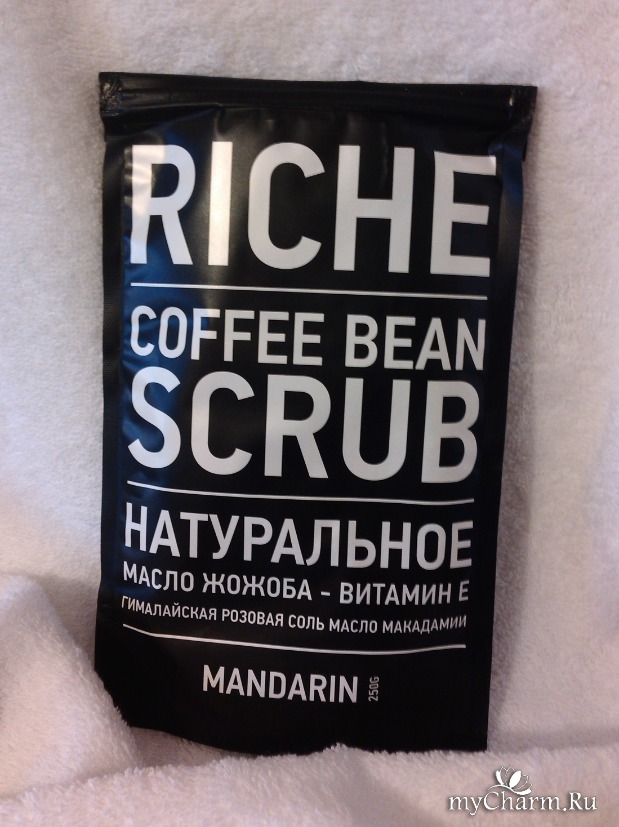 RICHE
COFFEE BEAN
SCRUB
НАТУРАЛЬНОЕ
МАСЛО ЖОЖОБА - ВИТАМИН Е
ГИМАЛАЙСКАЯ РОЗОВАЯ СОЛЬ МАСЛО МАКАДАМИИ
MANDARIN 250G
myCharm.Ru